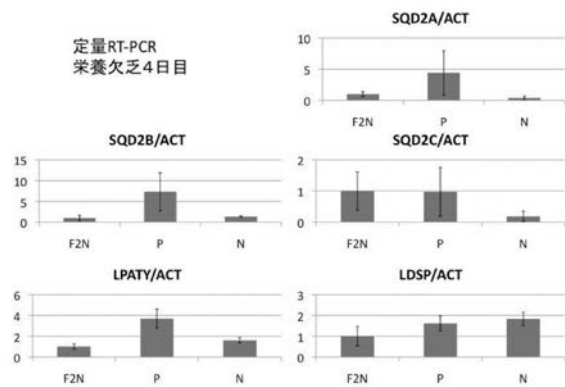 定量RT-PCR
栄養欠乏4日目
SQD2A/ACT
10
5
0
F2N P N
SQD2B/ACT
15
10
5
0
F2N P N
SQD2C/ACT
2
1
0
F2N P N
LPATY/ACT
6
4
2
0
F2N P N
LDSP/ACT
3
2
1
0
F2N P N